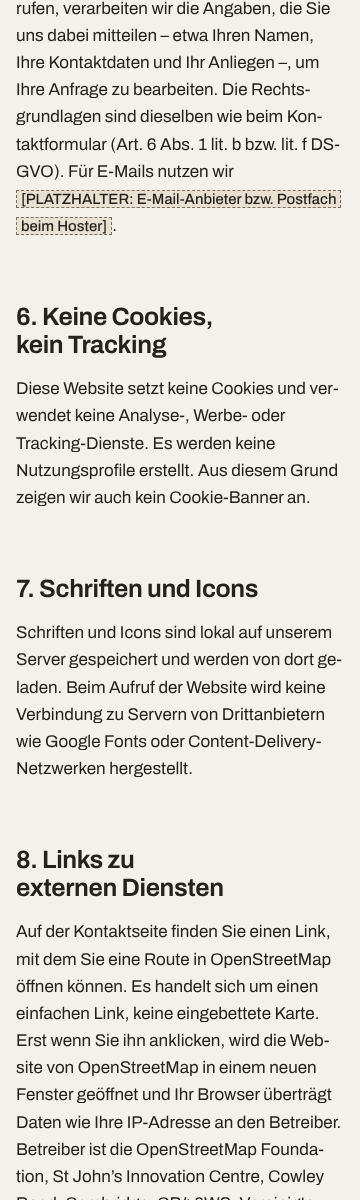 rufen, verarbeiten wir die Angaben, die Sie
uns dabei mitteilen – etwa Ihren Namen,
Ihre Kontaktdaten und Ihr Anliegen –, um
Ihre Anfrage zu bearbeiten. Die Rechts-
grundlagen sind dieselben wie beim Kon-
taktformular (Art. 6 Abs. 1 lit. b bzw. lit. f DS-
GVO). Für E-Mails nutzen wir
[PLATZHALTER: E-Mail-Anbieter bzw. Postfach
beim Hoster].
6. Keine Cookies,
kein Tracking
Diese Website setzt keine Cookies und ver-
wendet keine Analyse-, Werbe- oder
Tracking-Dienste. Es werden keine
Nutzungsprofile erstellt. Aus diesem Grund
zeigen wir auch kein Cookie-Banner an.
7. Schriften und Icons
Schriften und Icons sind lokal auf unserem
Server gespeichert und werden von dort ge-
laden. Beim Aufruf der Website wird keine
Verbindung zu Servern von Drittanbietern
wie Google Fonts oder Content-Delivery-
Netzwerken hergestellt.
8. Links zu
externen Diensten
Auf der Kontaktseite finden Sie einen Link,
mit dem Sie eine Route in OpenStreetMap
öffnen können. Es handelt sich um einen
einfachen Link, keine eingebettete Karte.
Erst wenn Sie ihn anklicken, wird die Web-
site von OpenStreetMap in einem neuen
Fenster geöffnet und Ihr Browser überträgt
Daten wie Ihre IP-Adresse an den Betreiber.
Betreiber ist die OpenStreetMap Founda-
tion, St John’s Innovation Centre, Cowley